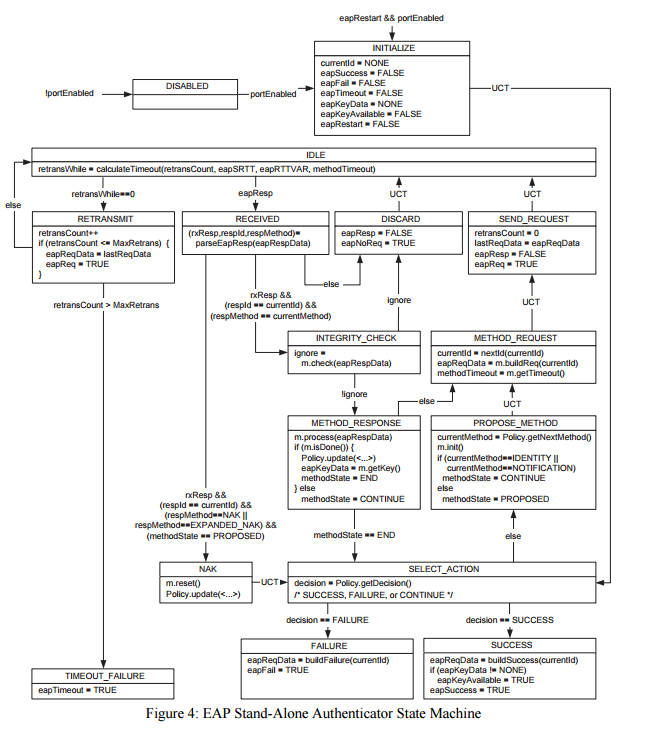 eapRestart && portEnabled
INITIALIZE
currentId = NONE
eapSuccess = FALSE
eapFail = FALSE
eapTimeout = FALSE
eapKeyData = NONE
eapKeyAvailable = FALSE
eapRestart = FALSE
DISABLED
!portEnabled
portEnabled
UCT
IDLE
retransWhile = calculateTimeout(retransCount, eapSRTT, eapRTTVAR, methodTimeout)
else
retransWhile==0
eapResp
UCT
UCT
RETRANSMIT
retransCount++
if (retransCount <= MaxRetrans) {
eapReqData = lastReqData
eapReq = TRUE
}
RECEIVED
(rxResp,respId,respMethod)=
parseEapResp(eapRespData)
DISCARD
eapResp = FALSE
eapNoReq = TRUE
SEND_REQUEST
retransCount = 0
lastReqData = eapReqData
eapResp = FALSE
eapReq = TRUE
else
retransCount > MaxRetrans
rxResp &&
(respId == currentId) &&
(respMethod == currentMethod)
ignore
UCT
INTEGRITY_CHECK
ignore =
m.check(eapRespData)
METHOD_REQUEST
currentId = nextId(currentId)
eapReqData = m.buildReq(currentId)
methodTimeout = m.getTimeout()
!ignore
else
UCT
METHOD_RESPONSE
m.process(eapRespData)
if (m.isDone()) {
Policy.update(<...>)
eapKeyData = m.getKey()
methodState = END
} else
methodState = CONTINUE
PROPOSE_METHOD
currentMethod = Policy.getNextMethod()
m.init()
if (currentMethod==IDENTITY ||
currentMethod==NOTIFICATION)
methodState = CONTINUE
else
methodState = PROPOSED
rxResp &&
(respId == currentId) &&
(respMethod==NAK ||
respMethod==EXPANDED_NAK) &&
(methodState == PROPOSED)
methodState == END
else
NAK
m.reset()
Policy.update(<...>)
UCT
SELECT_ACTION
decision = Policy.getDecision()
/* SUCCESS, FAILURE, or CONTINUE */
decision == FAILURE
decision == SUCCESS
FAILURE
eapReqData = buildFailure(currentId)
eapFail = TRUE
SUCCESS
eapReqData = buildSuccess(currentId)
if (eapKeyData != NONE)
eapKeyAvailable = TRUE
eapSuccess = TRUE
TIMEOUT_FAILURE
eapTimeout = TRUE
Figure 4: EAP Stand-Alone Authenticator State Machine